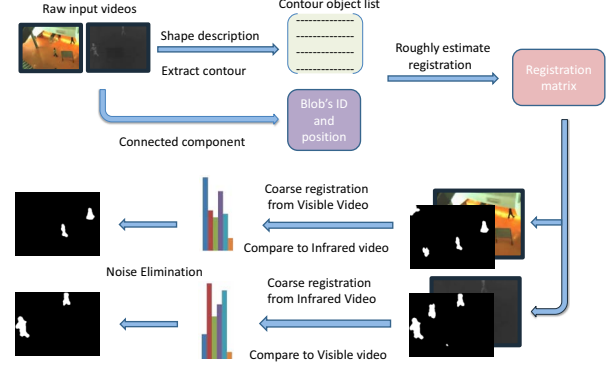 Raw input videos
Contour object list
Shape description
Extract contour
Roughly estimate
registration
Registration
matrix
Blob's ID
and
position
Connected component
Coarse registration
from Visible Video
Compare to Infrared video
Noise Elimination
Coarse registration
from Infrared Video
Compare to Visible video